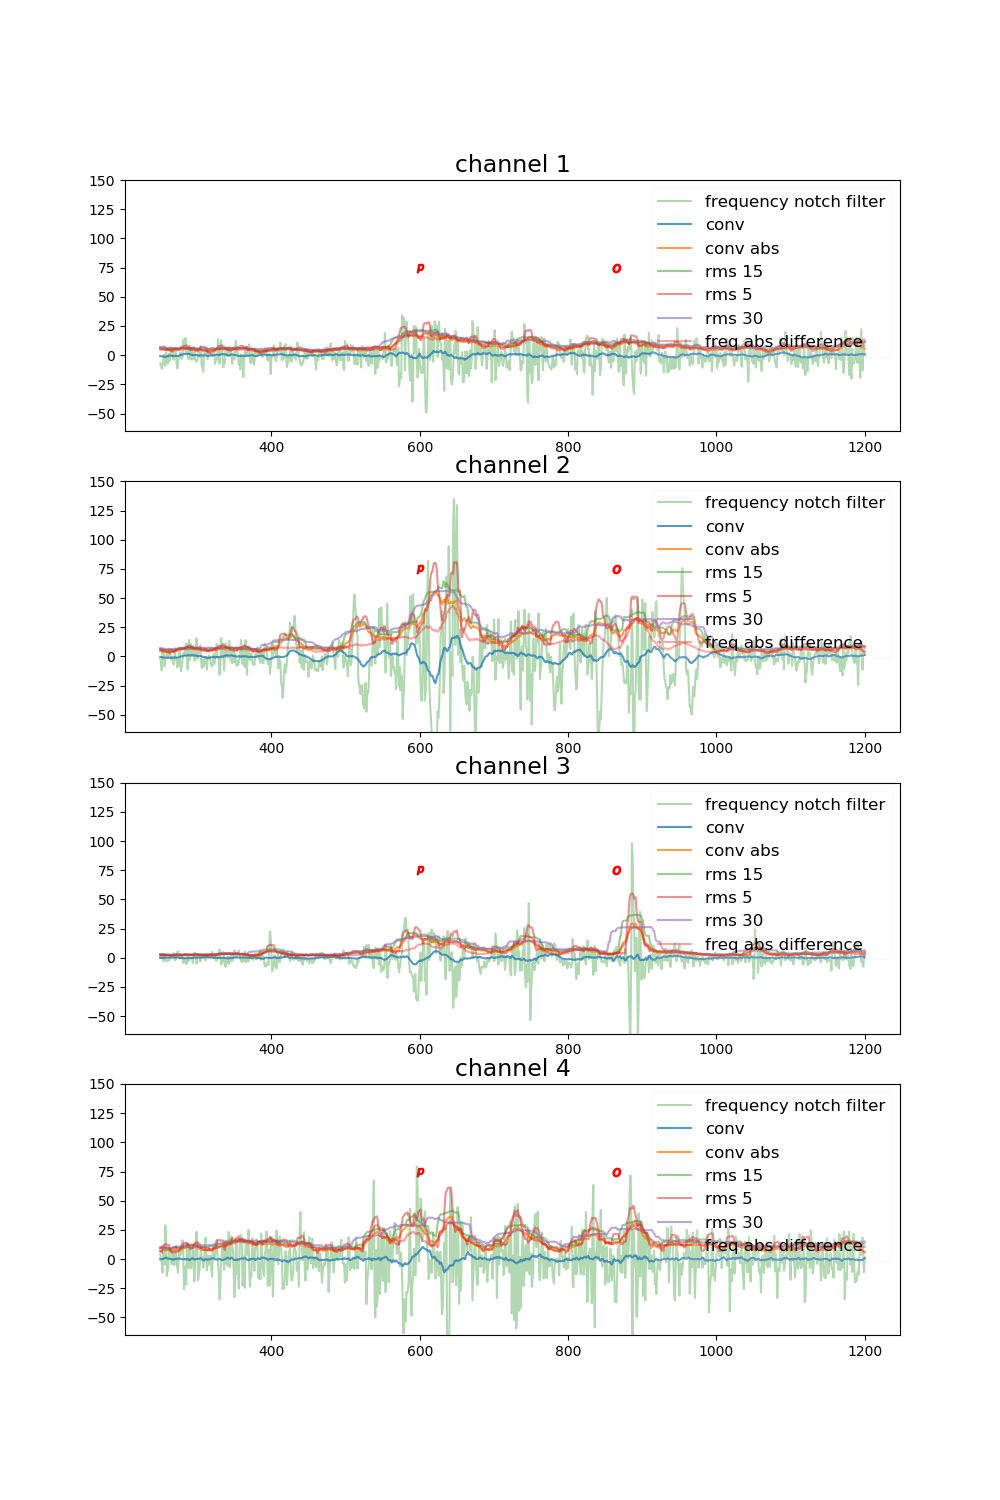 channel 1
150
125
100
75
50
25
0
−25
−50
p
o
frequency notch filter
conv
conv abs
rms 15
rms 5
rms 30
freq abs difference
400 600 800 1000 1200
channel 2
150
125
100
75
50
25
0
−25
−50
p
o
frequency notch filter
conv
conv abs
rms 15
rms 5
rms 30
freq abs difference
400 600 800 1000 1200
channel 3
150
125
100
75
50
25
0
−25
−50
p
o
frequency notch filter
conv
conv abs
rms 15
rms 5
rms 30
freq abs difference
400 600 800 1000 1200
channel 4
150
125
100
75
50
25
0
−25
−50
p
o
frequency notch filter
conv
conv abs
rms 15
rms 5
rms 30
freq abs difference
400 600 800 1000 1200